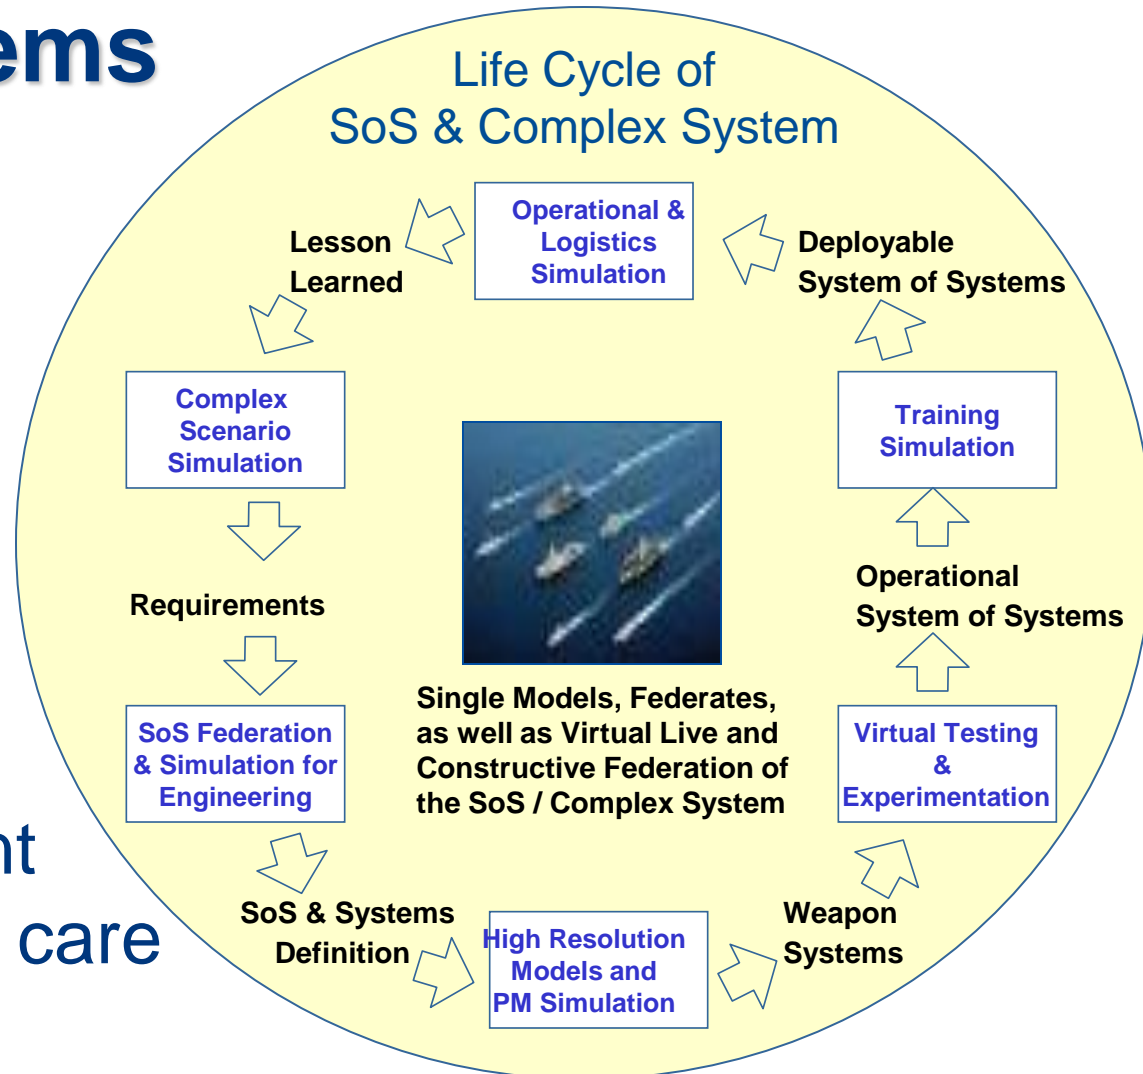 ems
Life Cycle of
SoS & Complex System
Operational &
Logistics
Simulation
Lesson
Learned
Deployable
System of Systems
Complex
Scenario
Simulation
Training
Simulation
Requirements
Operational
System of Systems
SoS Federation
& Simulation for
Engineering
Single Models, Federates,
as well as Virtual Live and
Constructive Federation of
the SoS / Complex System
Virtual Testing
&
Experimentation
nt
care
SoS & Systems
Definition
High Resolution
Models and
PM Simulation
Weapon
Systems